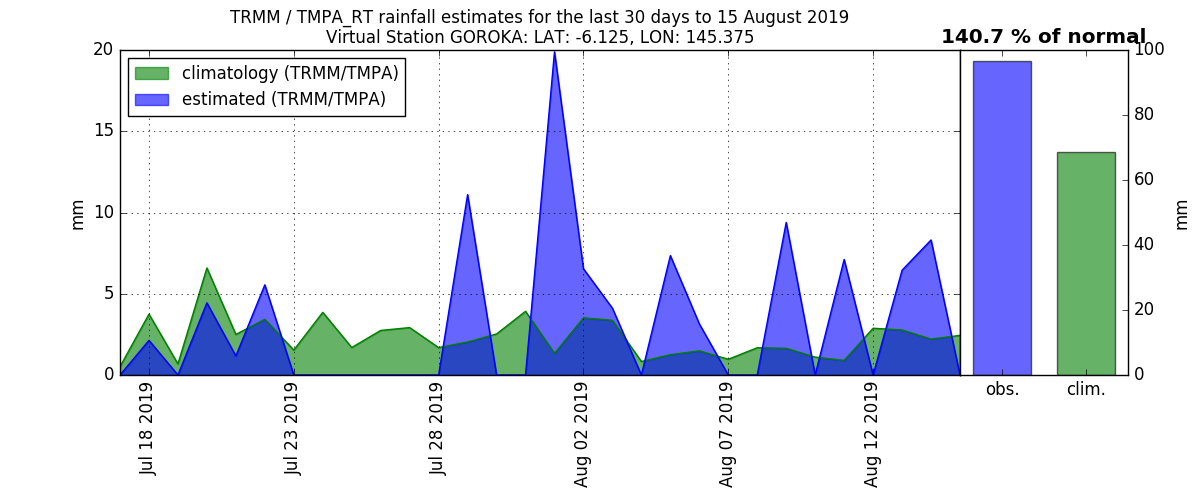 TRMM / TMPA_RT rainfall estimates for the last 30 days to 15 August 2019
Virtual Station GOROKA: LAT: -6.125, LON: 145.375
140.7 % of normal
climatology (TRMM/TMPA)
estimated (TRMM/TMPA)
mm
20
15
10
5
0
Jul 18 2019
Jul 23 2019
Jul 28 2019
Aug 02 2019
Aug 07 2019
Aug 12 2019
obs.
clim.
100
80
60
40
20
0
mm